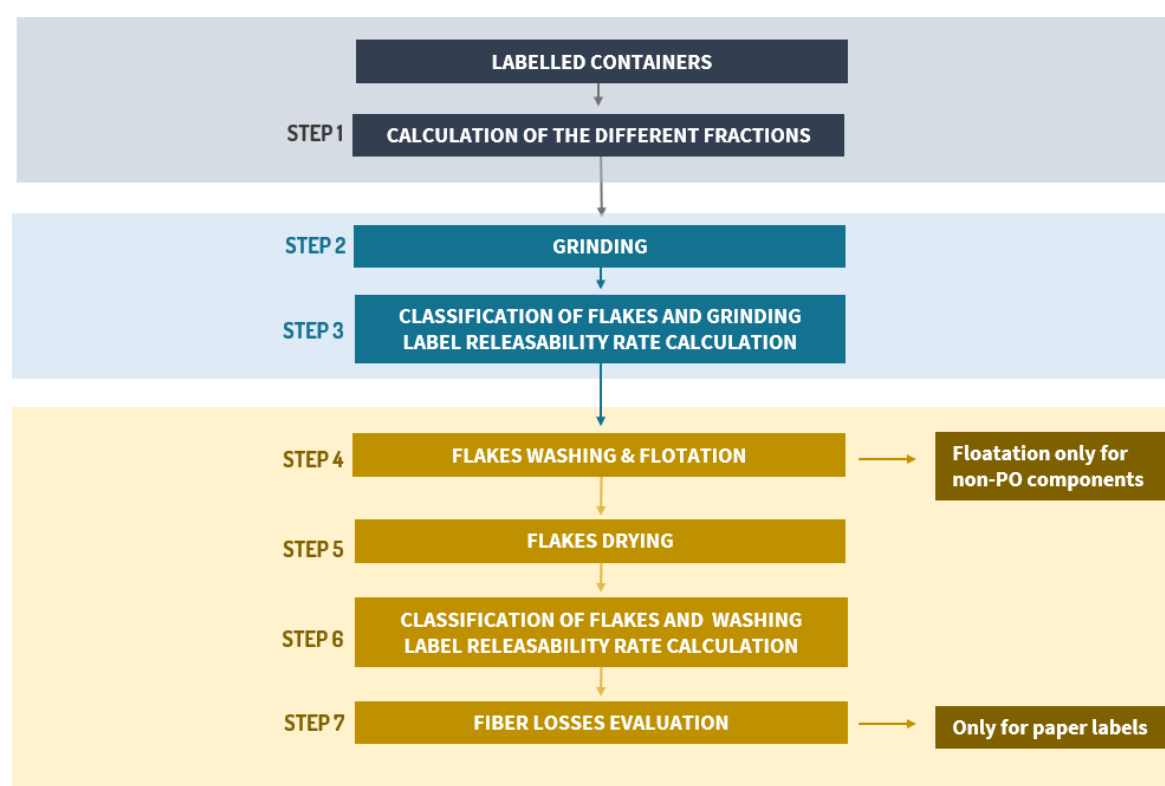 LABELLED CONTAINERS
STEP 1
CALCULATION OF THE DIFFERENT FRACTIONS
STEP 2
GRINDING
STEP 3
CLASSIFICATION OF FLAKES AND GRINDING
LABEL RELEASABILITY RATE CALCULATION
STEP 4
FLAKES WASHING & FLOTATION
Floatation only for
non-PO components
STEP 5
FLAKES DRYING
STEP 6
CLASSIFICATION OF FLAKES AND WASHING
LABEL RELEASABILITY RATE CALCULATION
STEP 7
FIBER LOSSES EVALUATION
Only for paper labels